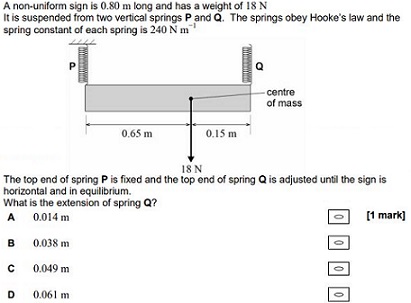 A non-uniform sign is 0.80 m long and has a weight of 18 N
It is suspended from two vertical springs P and Q. The springs obey Hooke's law and the
spring constant of each spring is 240 N m⁻¹
P
Q
centre
of mass
0.65 m
0.15 m
18 N
The top end of spring P is fixed and the top end of spring Q is adjusted until the sign is
horizontal and in equilibrium.
What is the extension of spring Q?
A 0.014 m
[1 mark]
B 0.038 m
C 0.049 m
D 0.061 m